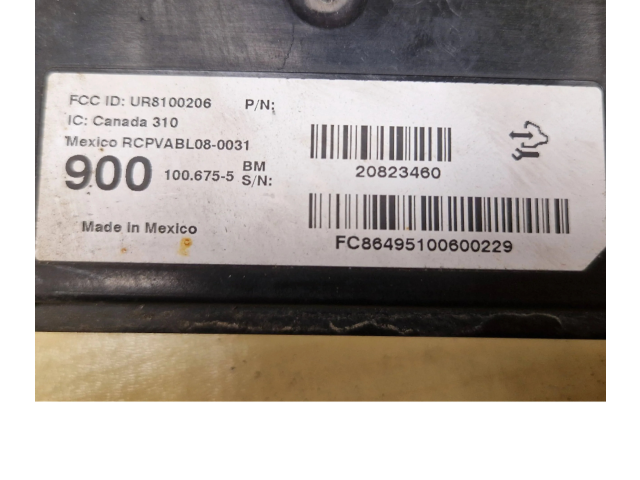 FCC ID: UR8100206 P/N:
IC: Canada 310
Mexico RCPVABL08-0031
20823460
900 100.675-5 BM S/N:
Made in Mexico
FC86495100600229